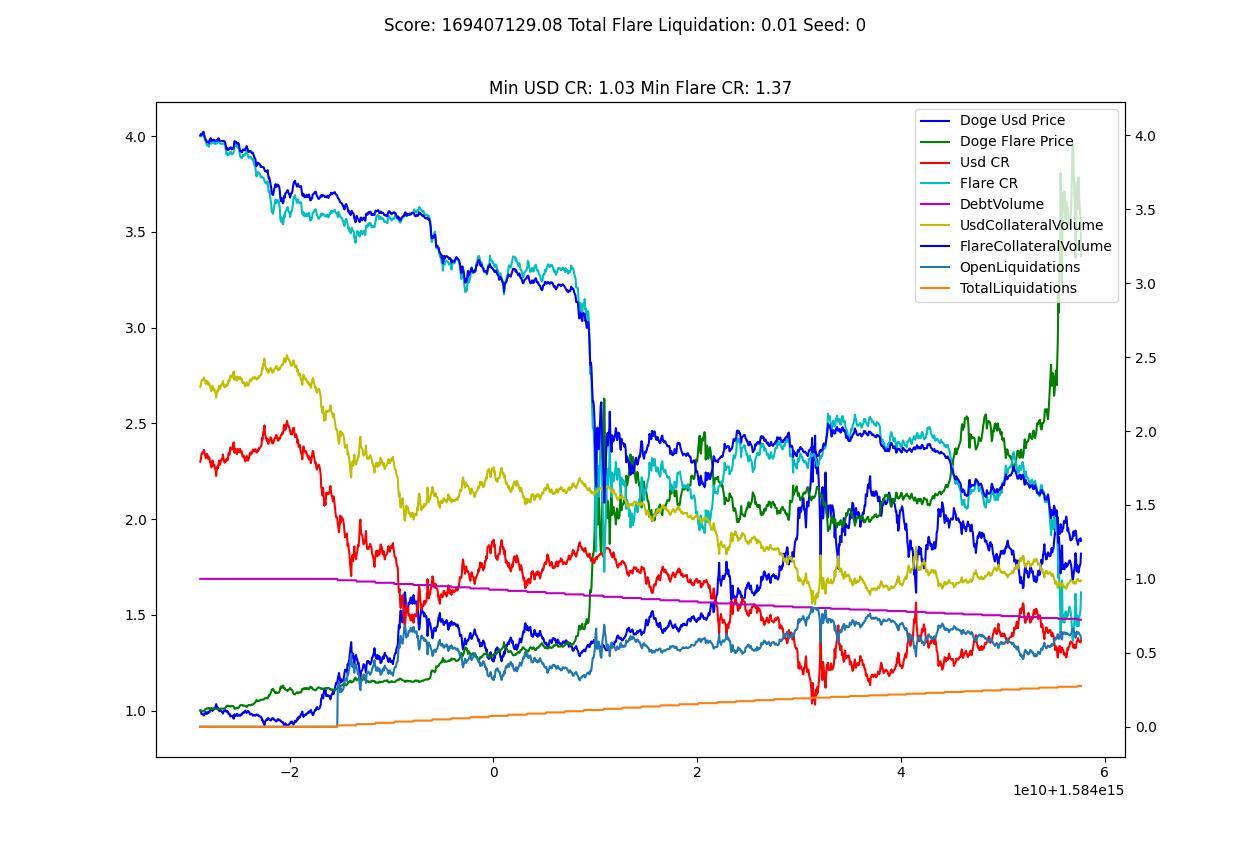 Score: 169407129.08 Total Flare Liquidation: 0.01 Seed: 0
Min USD CR: 1.03 Min Flare CR: 1.37
Doge Usd Price
Doge Flare Price
Usd CR
Flare CR
DebtVolume
UsdCollateralVolume
FlareCollateralVolume
OpenLiquidations
TotalLiquidations
4.0
3.5
3.0
2.5
2.0
1.5
1.0
4.0
3.5
3.0
2.5
2.0
1.5
1.0
0.5
0.0
−2
0
2
4
6
1e10+1.584e15